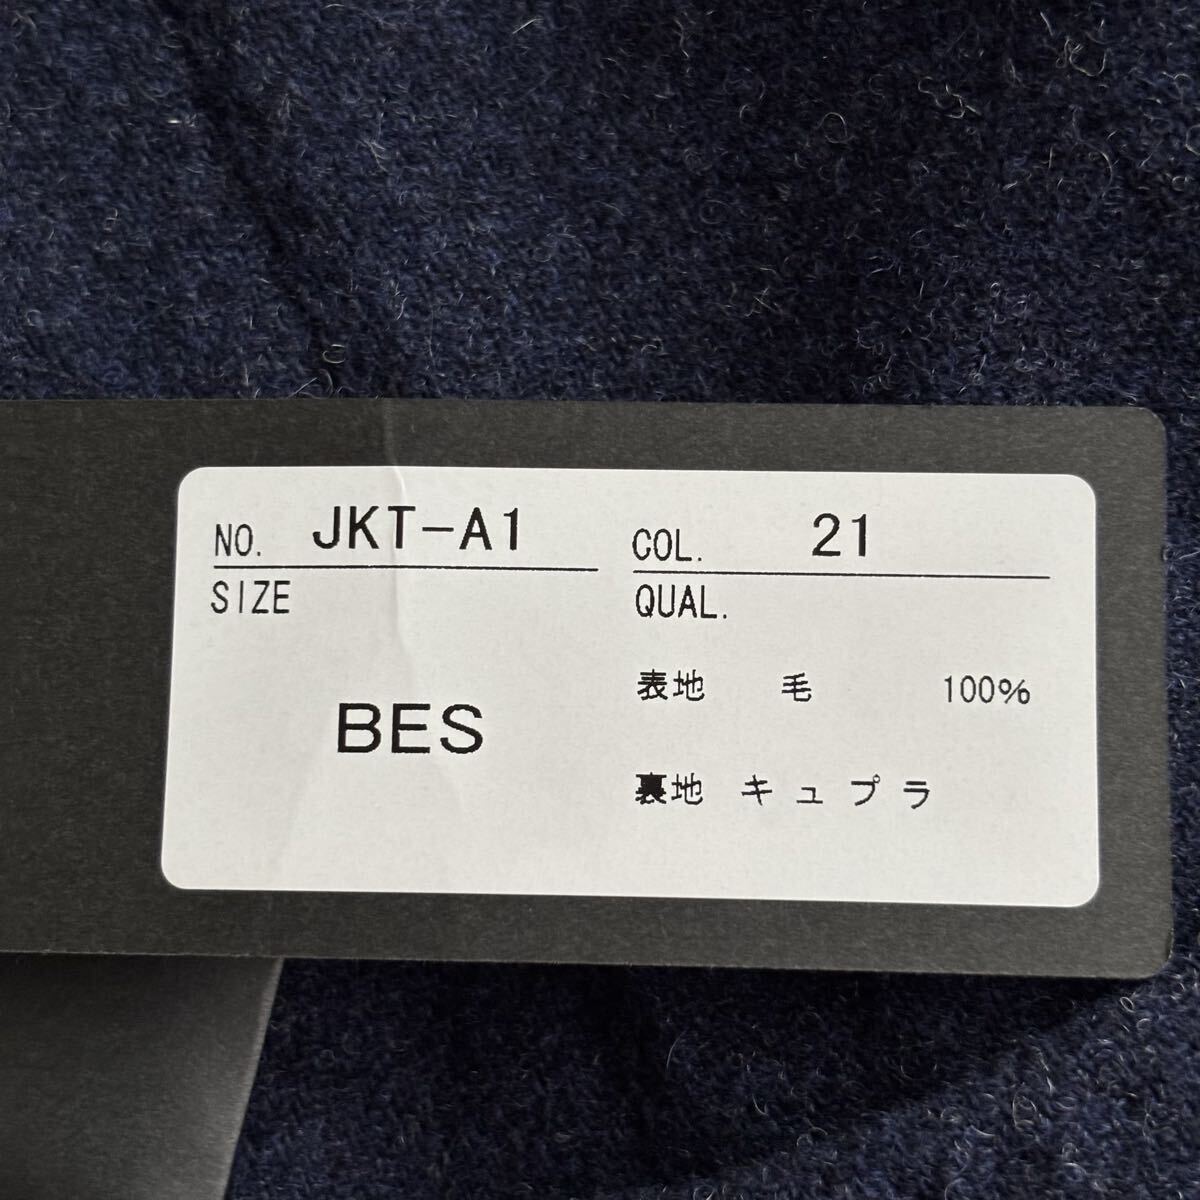 NO. JKT-A1
SIZE
BES
COL. 21
QUAL.
表地 毛 100%
裏地 キュプラ